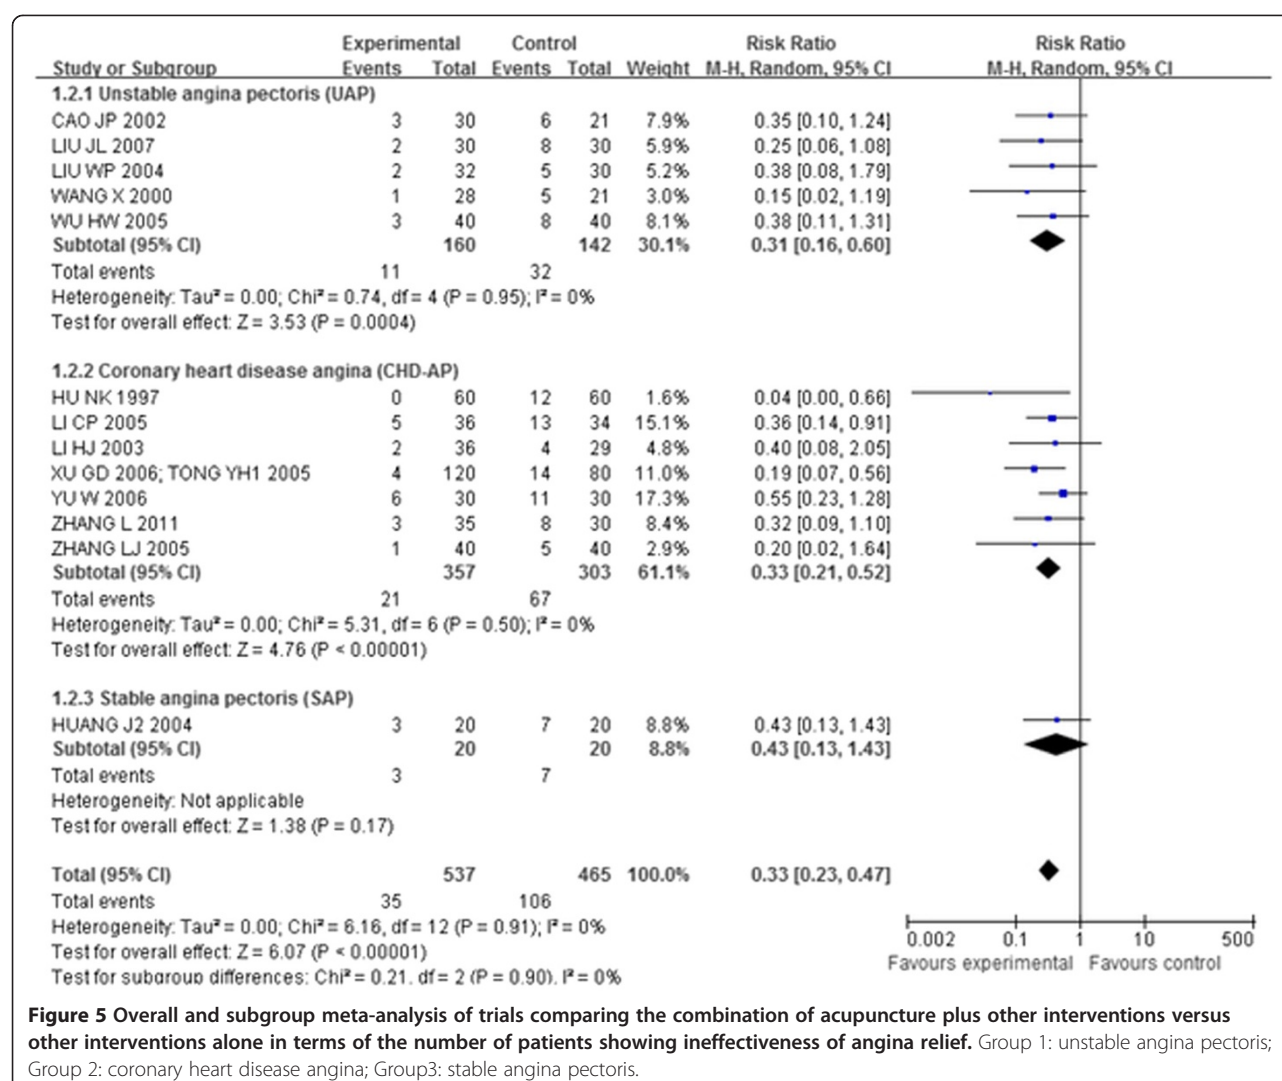 Experimental Control Risk Ratio Risk Ratio
Study or Subgroup Events Total Events Total Weight M-H, Random, 95% CI M-H, Random, 95% CI
1.2.1 Unstable angina pectoris (UAP)
CAO JP 2002 3 30 6 21 7.9% 0.35 [0.10, 1.24]
LIU JL 2007 2 30 8 30 5.9% 0.25 [0.06, 1.08]
LIU WP 2004 2 32 5 30 5.2% 0.38 [0.08, 1.79]
WANG X 2000 1 28 5 21 3.0% 0.15 [0.02, 1.19]
WU HW 2005 3 40 8 40 8.1% 0.38 [0.11, 1.31]
Subtotal (95% CI) 160 142 30.1% 0.31 [0.16, 0.60]
Total events 11 32
Heterogeneity: Tau² = 0.00; Chi² = 0.74, df = 4 (P = 0.95); I² = 0%
Test for overall effect: Z = 3.53 (P = 0.0004)
1.2.2 Coronary heart disease angina (CHD-AP)
HU NK 1997 0 60 12 60 1.6% 0.04 [0.00, 0.66]
LI CP 2005 5 36 13 34 15.1% 0.36 [0.14, 0.91]
LI HJ 2003 2 36 4 29 4.8% 0.40 [0.08, 2.05]
XU GD 2006; TONG YH1 2005 4 120 14 80 11.0% 0.19 [0.07, 0.56]
YU W 2006 6 30 11 30 17.3% 0.55 [0.23, 1.28]
ZHANG L 2011 3 35 8 30 8.4% 0.32 [0.09, 1.10]
ZHANG LJ 2005 1 40 5 40 2.9% 0.20 [0.02, 1.64]
Subtotal (95% CI) 357 303 61.1% 0.33 [0.21, 0.52]
Total events 21 67
Heterogeneity: Tau² = 0.00; Chi² = 5.31, df = 6 (P = 0.50); I² = 0%
Test for overall effect: Z = 4.76 (P < 0.00001)
1.2.3 Stable angina pectoris (SAP)
HUANG J2 2004 3 20 7 20 8.8% 0.43 [0.13, 1.43]
Subtotal (95% CI) 20 20 8.8% 0.43 [0.13, 1.43]
Total events 3 7
Heterogeneity: Not applicable
Test for overall effect: Z = 1.38 (P = 0.17)
Total (95% CI) 537 465 100.0% 0.33 [0.23, 0.47]
Total events 35 106
Heterogeneity: Tau² = 0.00; Chi² = 6.16, df = 12 (P = 0.91); I² = 0%
Test for overall effect: Z = 6.07 (P < 0.00001)
Test for subgroup differences: Chi² = 0.21, df = 2 (P = 0.90), I² = 0%
0.002 0.1 1 10 500
Favours experimental Favours control
Figure 5 Overall and subgroup meta-analysis of trials comparing the combination of acupuncture plus other interventions versus
other interventions alone in terms of the number of patients showing ineffectiveness of angina relief. Group 1: unstable angina pectoris;
Group 2: coronary heart disease angina; Group3: stable angina pectoris.